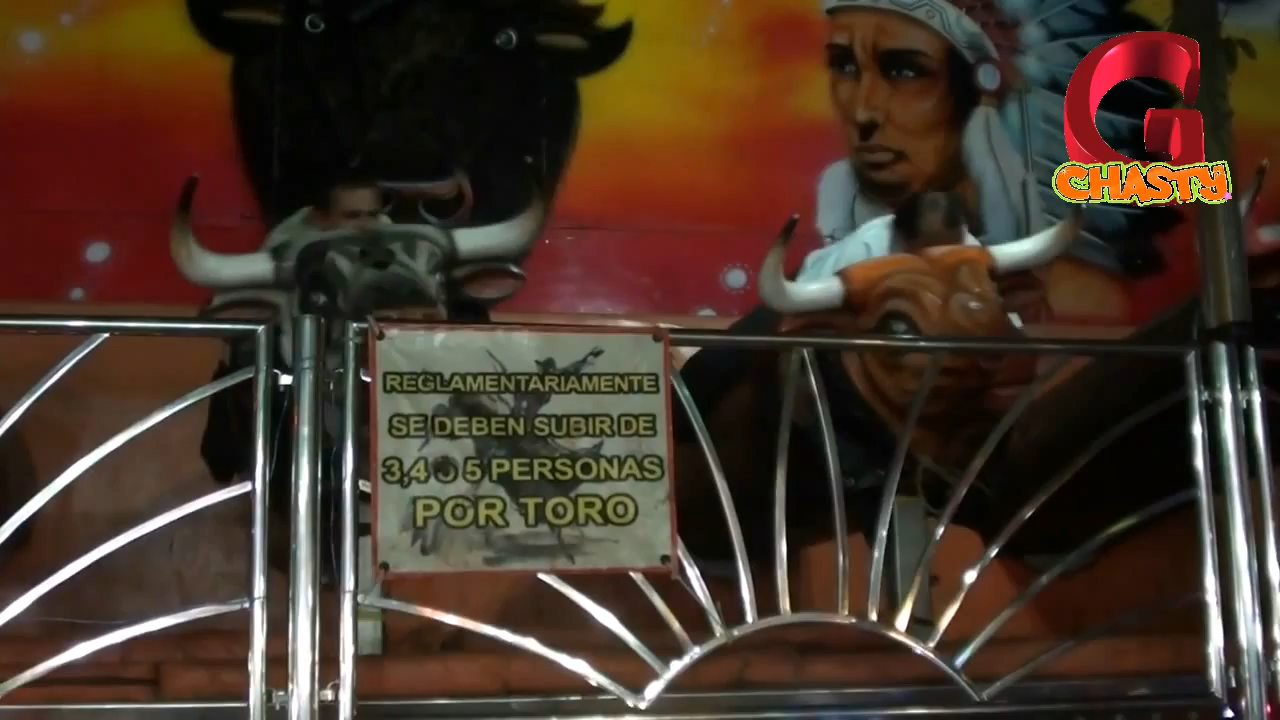 G
CHASTY
REGLAMENTARIAMENTE
SE DEBEN SUBIR DE
3,4 O 5 PERSONAS
POR TORO